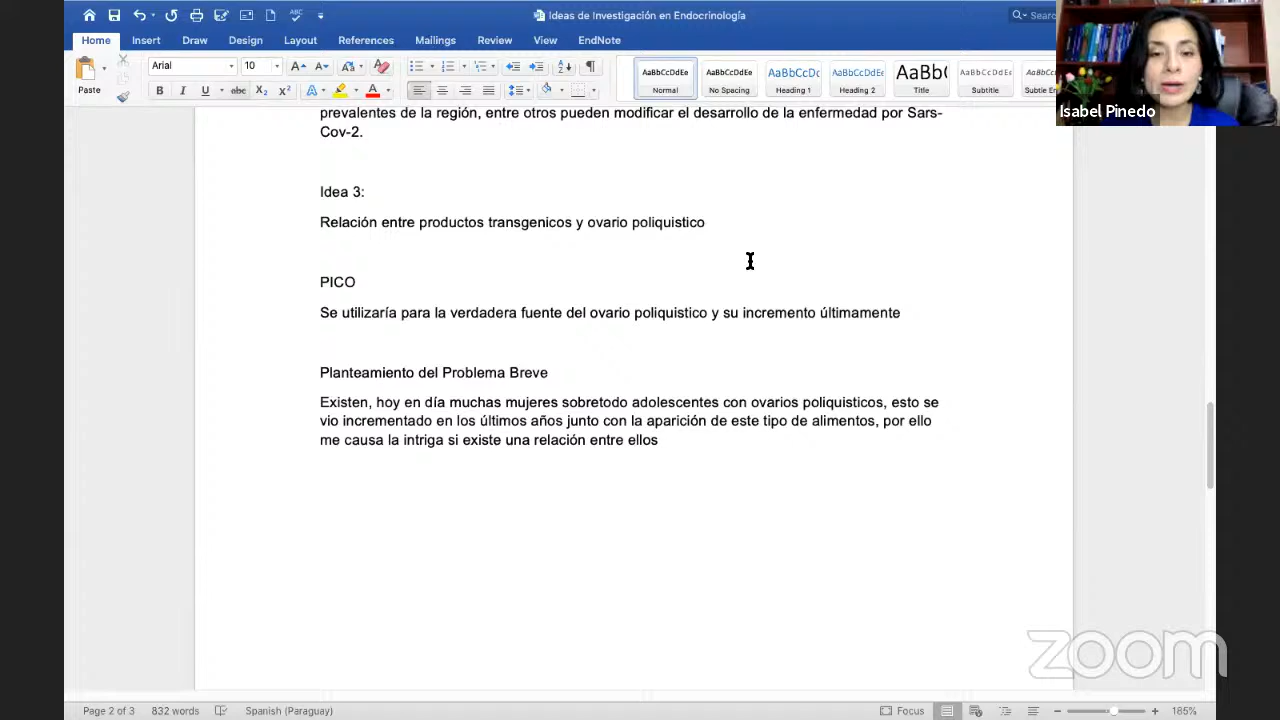 Ideas de Investigación en Endocrinología
Home Insert Draw Design Layout References Mailings Review View EndNote
Paste
Arial
10
AaBbCcDdEe
Normal
AaBbCcDdEe
No Spacing
Heading 1
AaBbCcDdEe
Heading 2
Title
AaBbCcDdEe
Subtitle
Isabel Pinedo
prevalentes de la región, entre otros pueden modificar el desarrollo de la enfermedad por Sars-
Cov-2.
Idea 3:
Relación entre productos transgenicos y ovario poliquistico
PICO
Se utilizaría para la verdadera fuente del ovario poliquistico y su incremento últimamente
Planteamiento del Problema Breve
Existen, hoy en día muchas mujeres sobretodo adolescentes con ovarios poliquisticos, esto se
vio incrementado en los últimos años junto con la aparición de este tipo de alimentos, por ello
me causa la intriga si existe una relación entre ellos
zoom
Page 2 of 3 832 words Spanish (Paraguay) Focus 185%